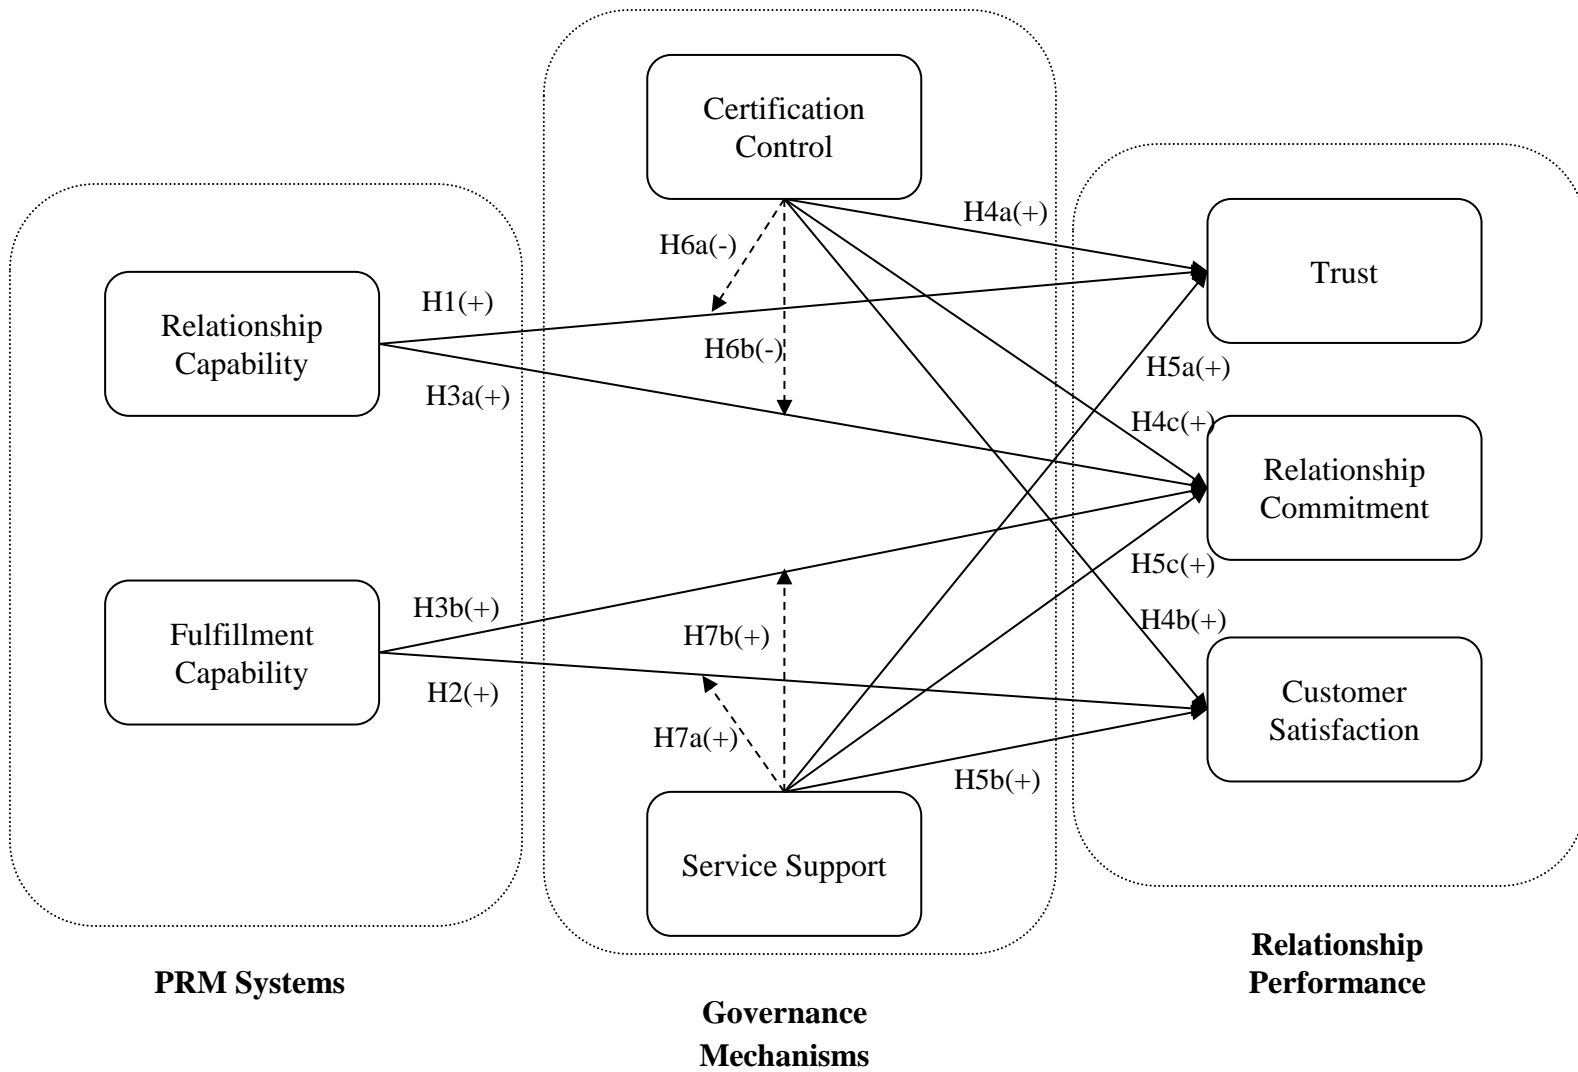 Certification
Control
H4a(+)
H6a(-)
Trust
H1(+)
Relationship
Capability
H6b(-)
H5a(+)
H3a(+)
H4c(+)
Relationship
Commitment
H5c(+)
H3b(+)
H4b(+)
Fulfillment
Capability
H7b(+)
H2(+)
Customer
Satisfaction
H7a(+)
H5b(+)
Service Support
Relationship
Performance
PRM Systems
Governance
Mechanisms